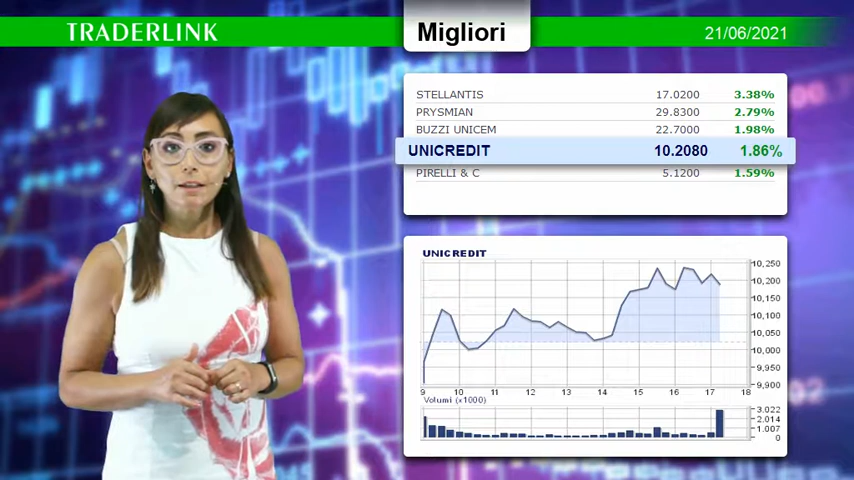 TRADERLINK
Migliori
21/06/2021
STELLANTIS 17.0200 3.38%
PRYSMIAN 29.8300 2.79%
BUZZI UNICEM 22.7000 1.98%
UNICREDIT 10.2080 1.86%
PIRELLI & C 5.1200 1.59%
UNICREDIT
10,250
10,200
10,150
10,100
10,050
10,000
9,950
9,900
9 10 11 12 13 14 15 16 17 18
Volumi (x1000)
3.022
2.014
1.007
0